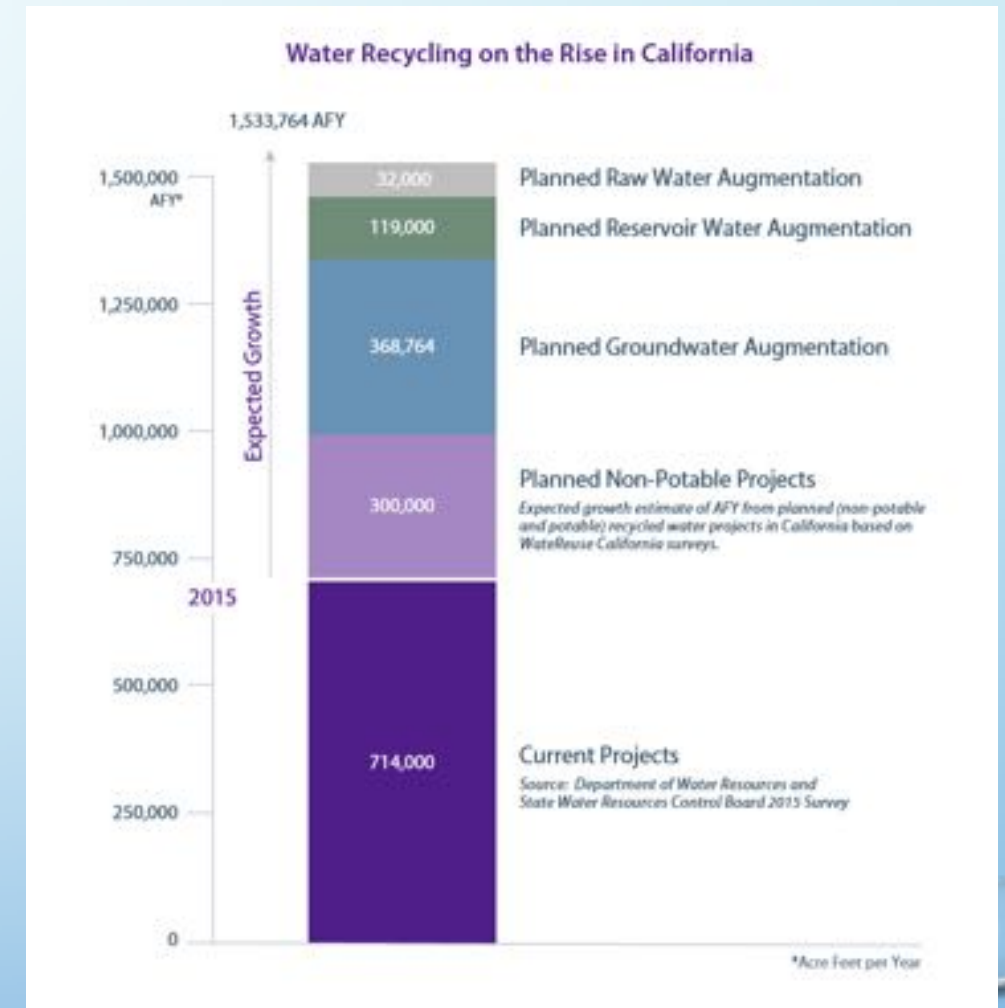 Water Recycling on the Rise in California
1,533,764 AFY
1,500,000
AFY*
1,250,000
1,000,000
750,000
2015
500,000
250,000
0
Expected Growth
32,000
Planned Raw Water Augmentation
119,000
Planned Reservoir Water Augmentation
368,764
Planned Groundwater Augmentation
300,000
Planned Non-Potable Projects
Expected growth estimate of AFY from planned (non-potable
and potable) recycled water projects in California based on
WateReuse California surveys.
714,000
Current Projects
Source: Department of Water Resources and
State Water Resources Control Board 2015 Survey
*Acre Feet per Year